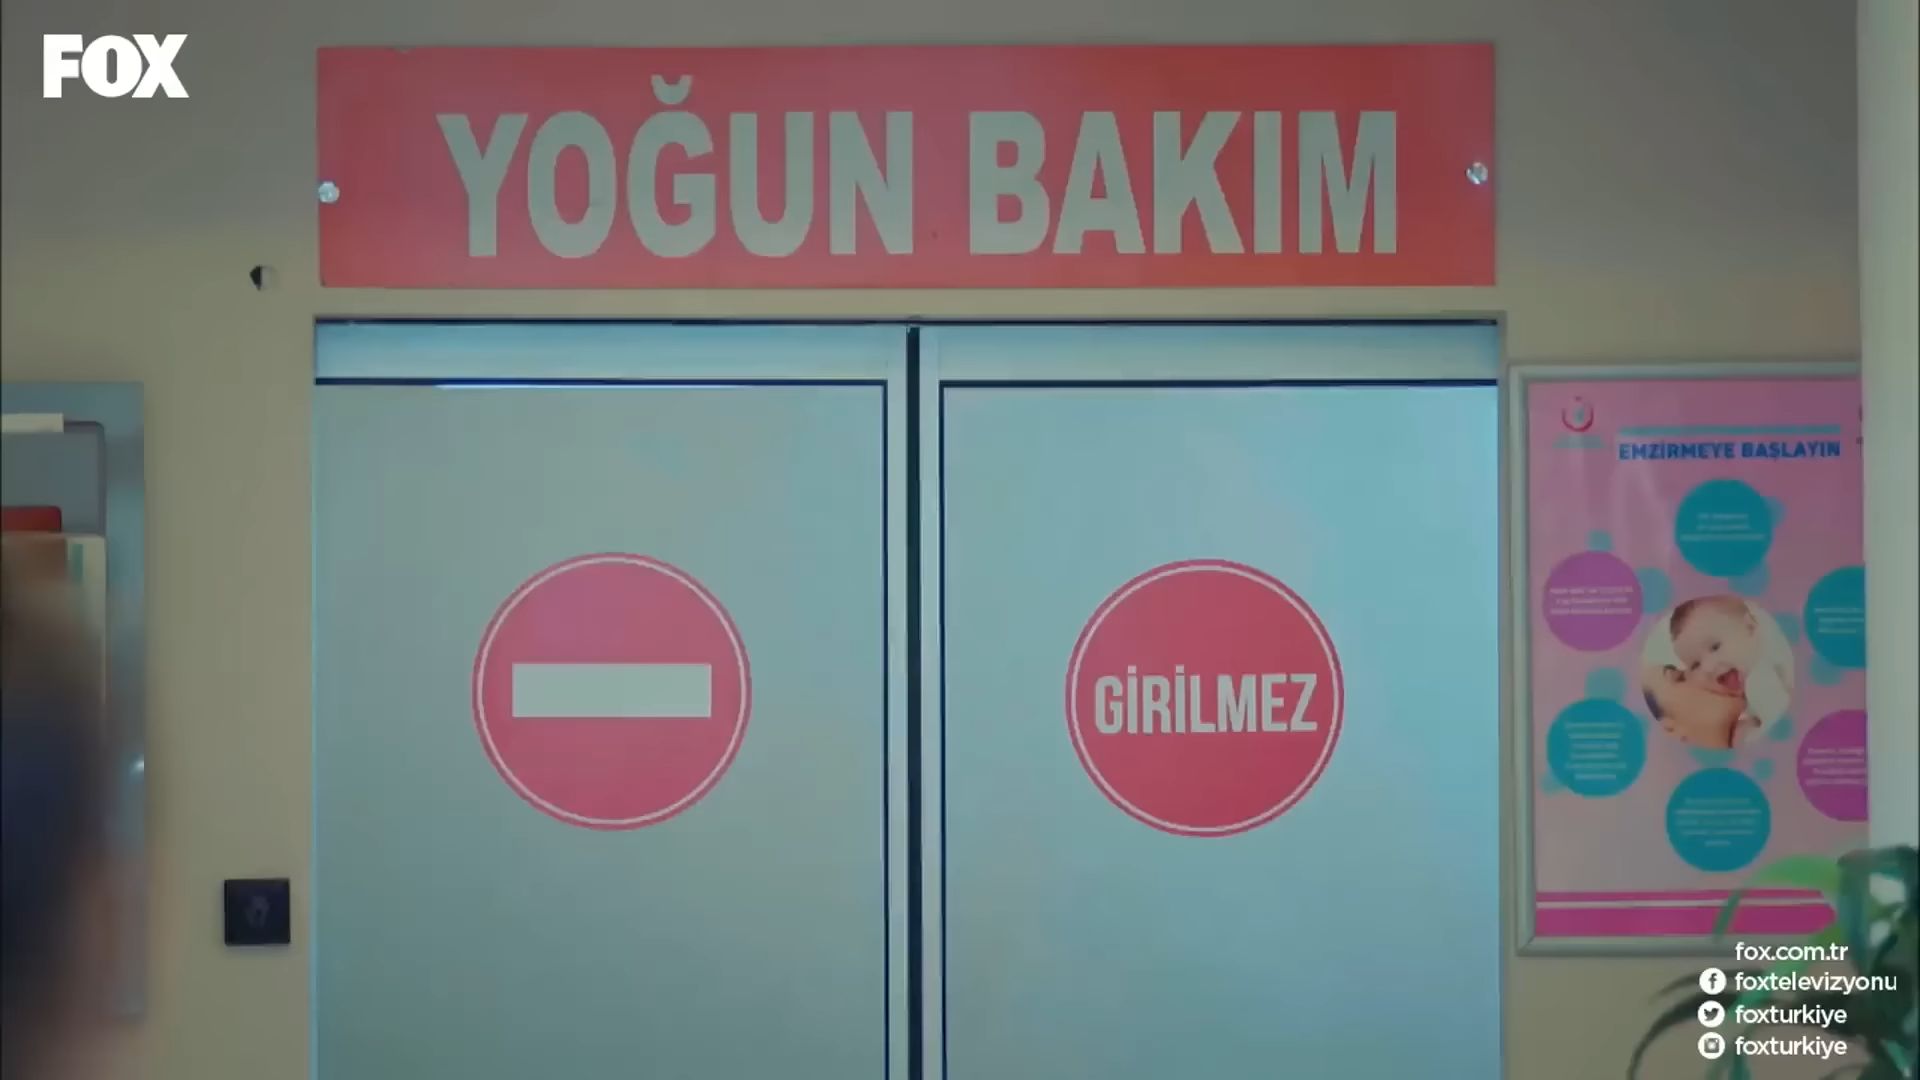 FOX
YOĞUN BAKIM
EMZİRMEYE BAŞLAYIN
GİRİLMEZ
fox.com.tr
foxtelevizyonu
foxturkiye
foxturkiye